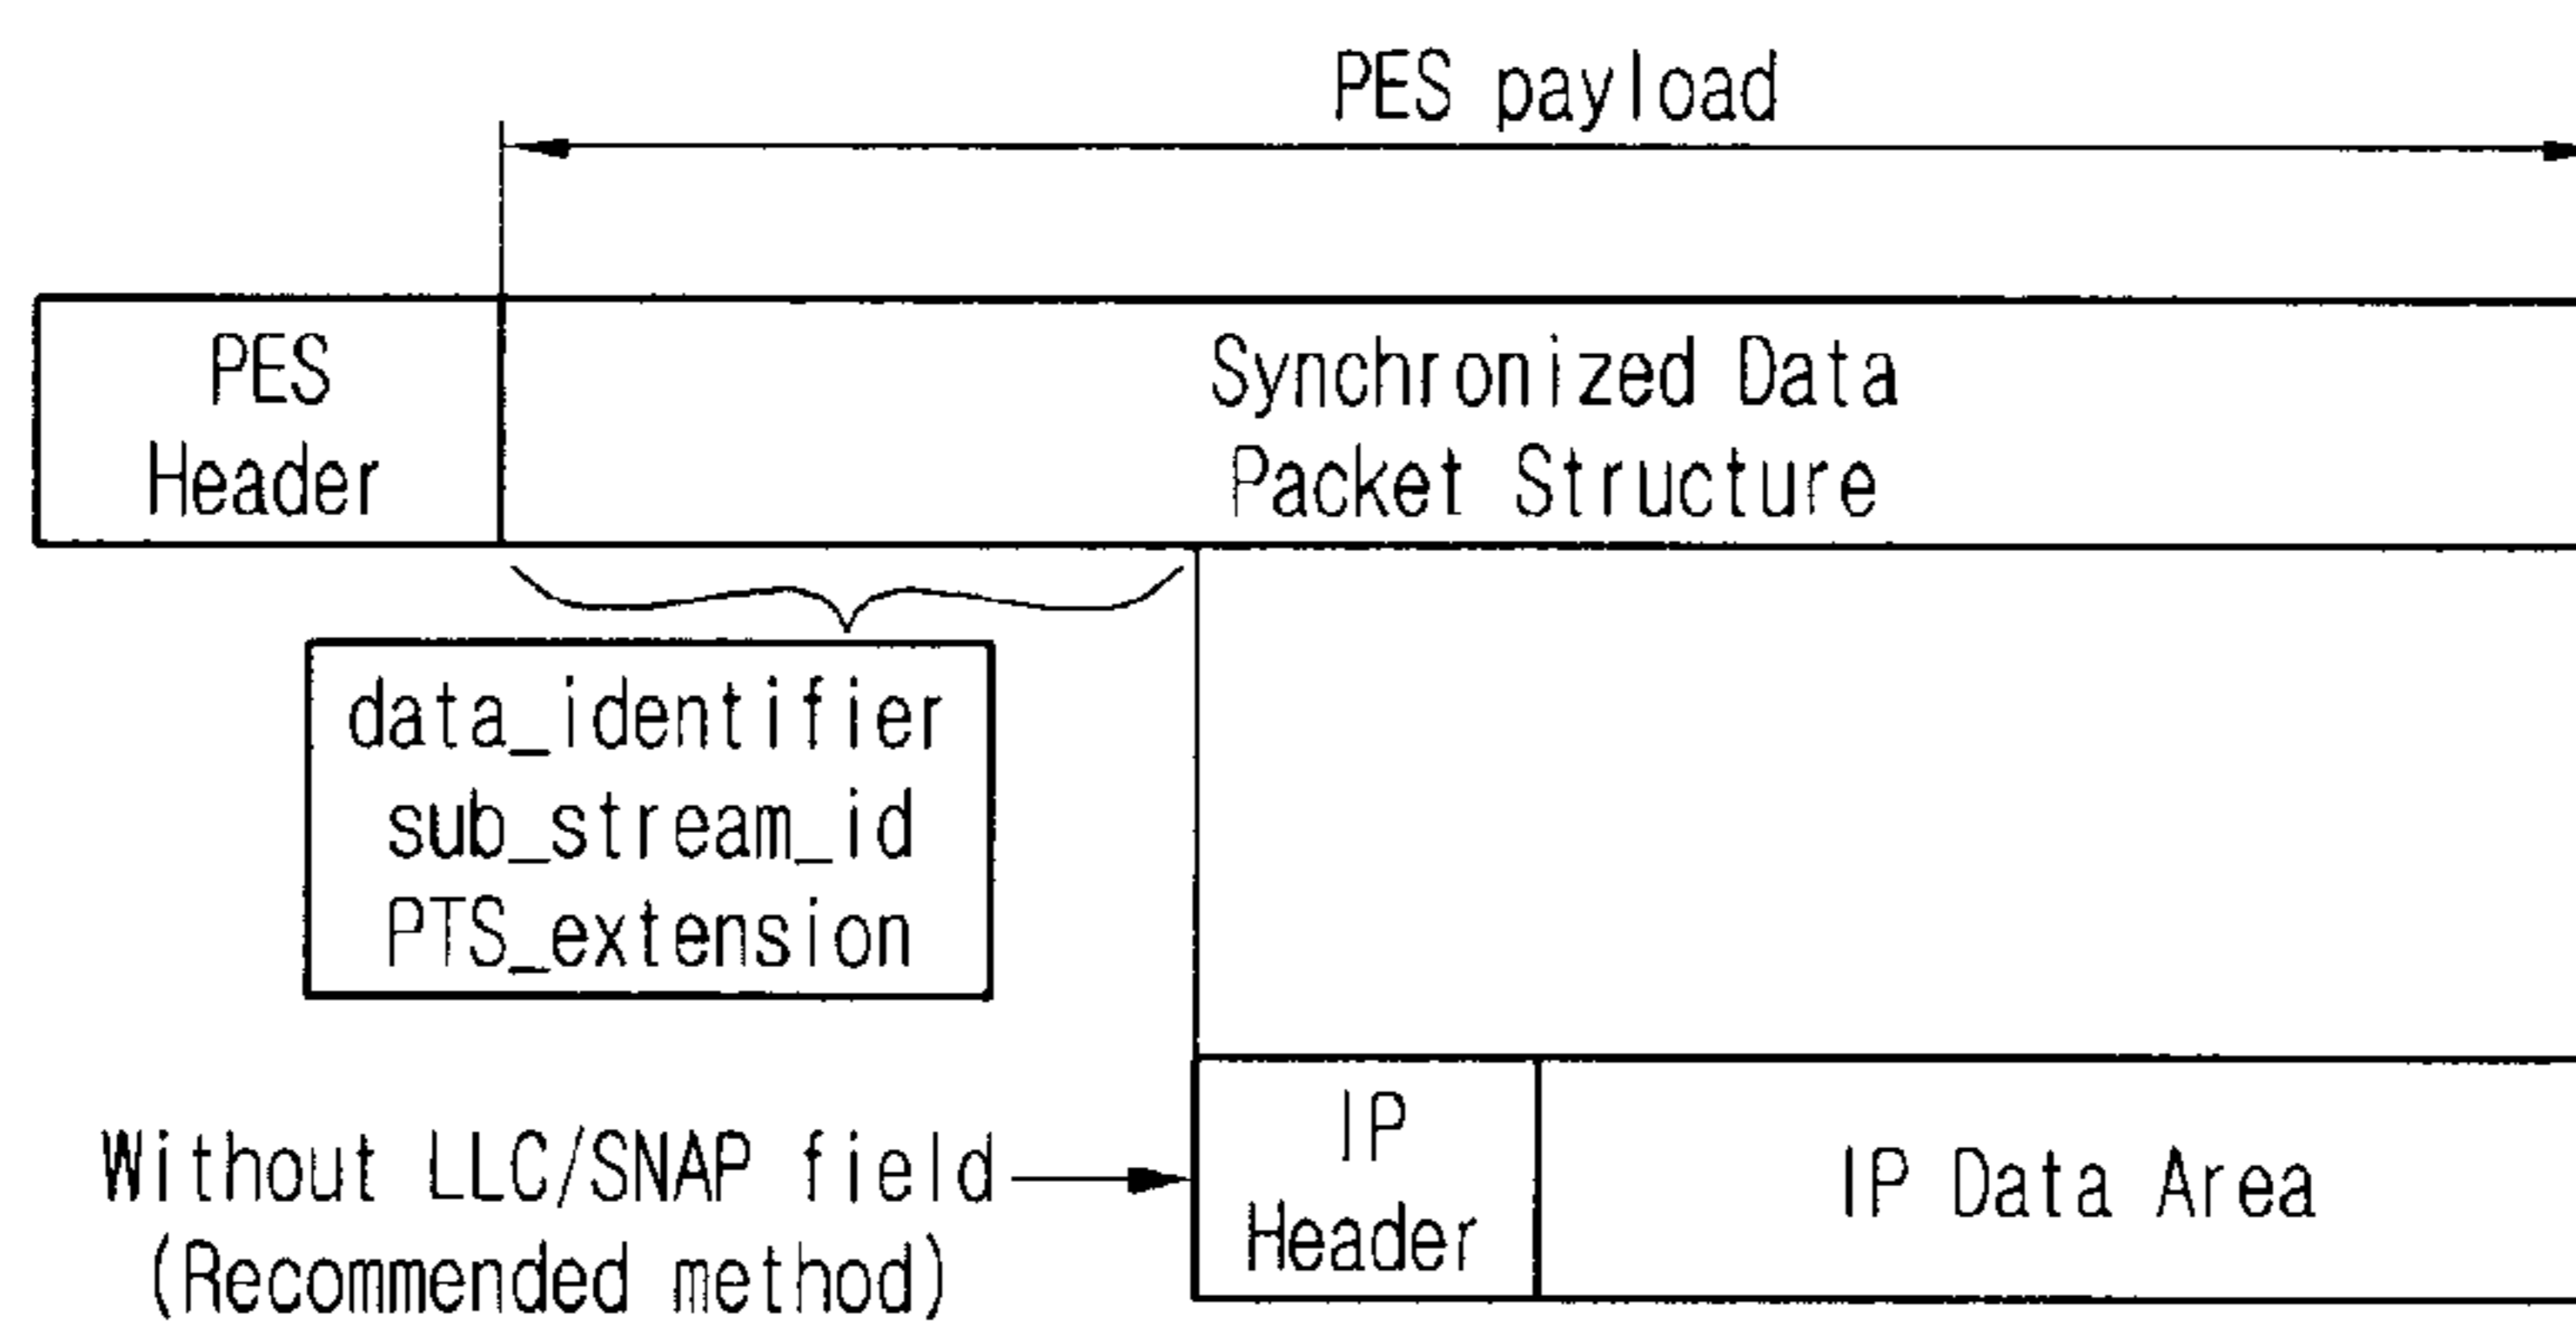 PES payload
PES
Header
Synchronized Data
Packet Structure
data_identifier
sub_stream_id
PTS_extension
Without LLC/SNAP field
(Recommended method)
IP
Header
IP Data Area